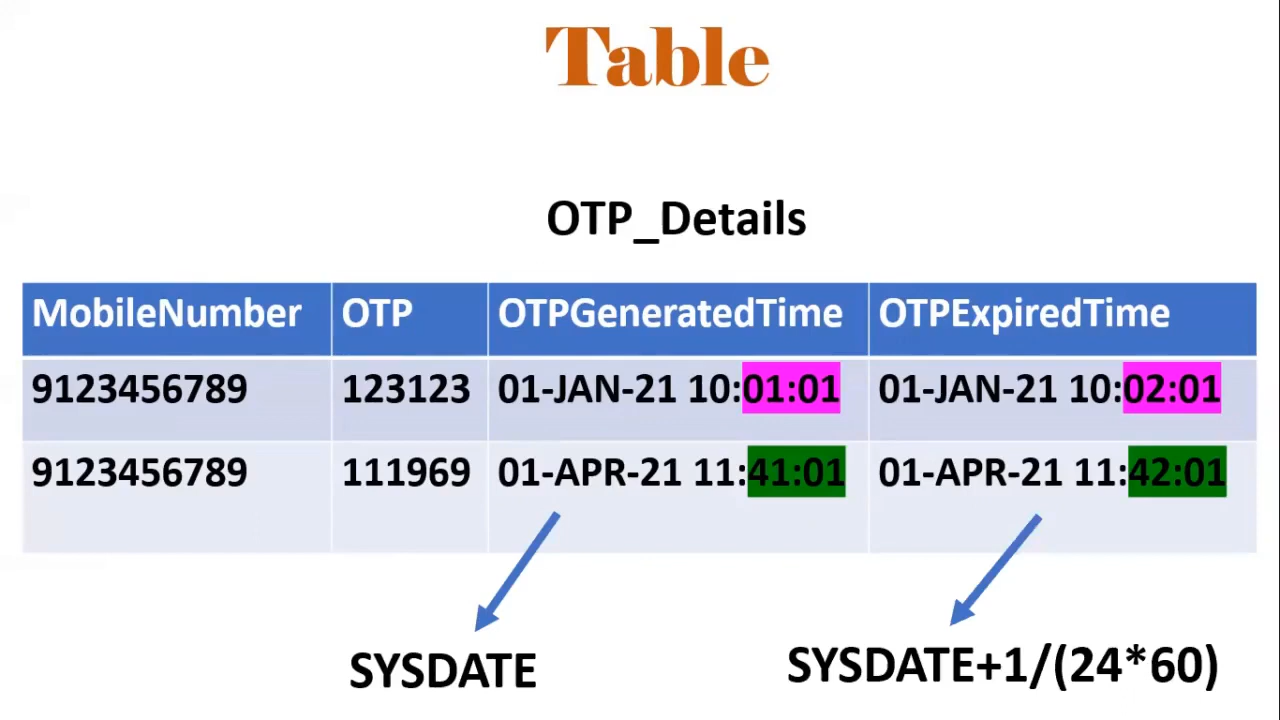 Table
OTP_Details
MobileNumber OTP OTPGeneratedTime OTPExpiredTime
9123456789 123123 01-JAN-21 10:01:01 01-JAN-21 10:02:01
9123456789 111969 01-APR-21 11:41:01 01-APR-21 11:42:01
SYSDATE SYSDATE+1/(24*60)